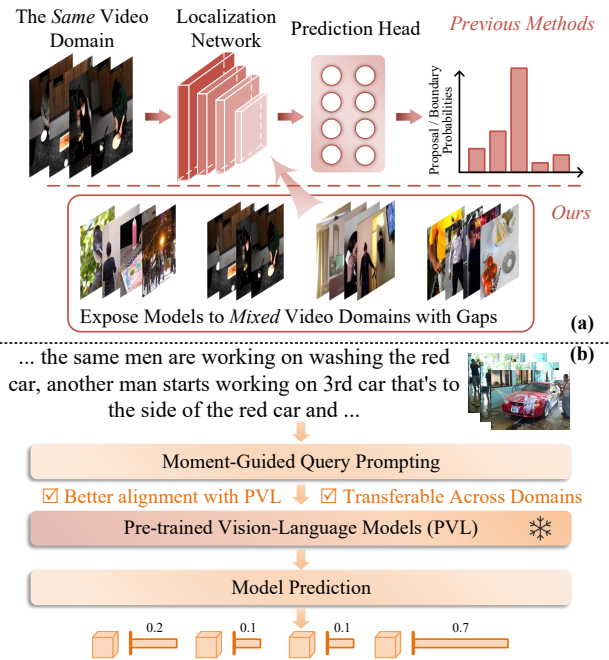 The Same Video
Domain
Localization
Network
Prediction Head
Previous Methods
Proposal / Boundary
Probabilities
Ours
Expose Models to Mixed Video Domains with Gaps
(a)
(b)
... the same men are working on washing the red
car, another man starts working on 3rd car that's to
the side of the red car and ...
Moment-Guided Query Prompting
☑ Better alignment with PVL
☑ Transferable Across Domains
Pre-trained Vision-Language Models (PVL)
Model Prediction
0.2
0.1
0.1
0.7